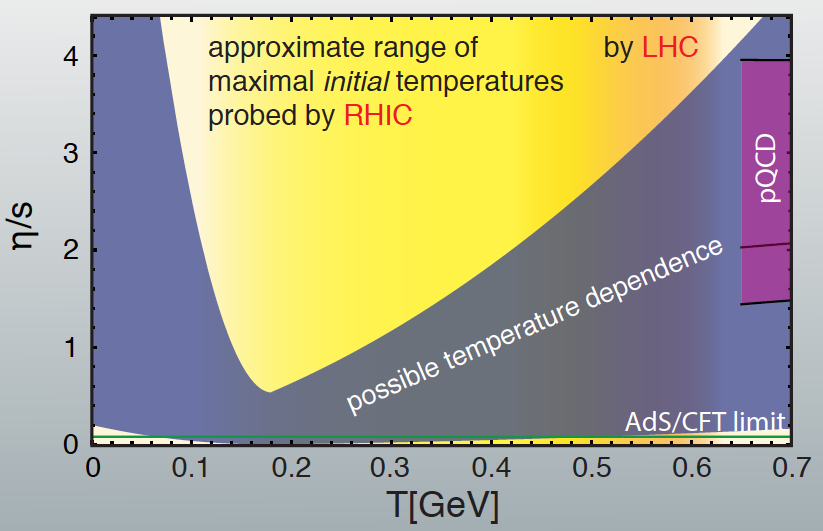 approximate range of
maximal initial temperatures
probed by RHIC
by LHC
pQCD
possible temperature dependence
AdS/CFT limit
η/s
4
3
2
1
0
0
0.1
0.2
0.3
0.4
0.5
0.6
0.7
T[GeV]